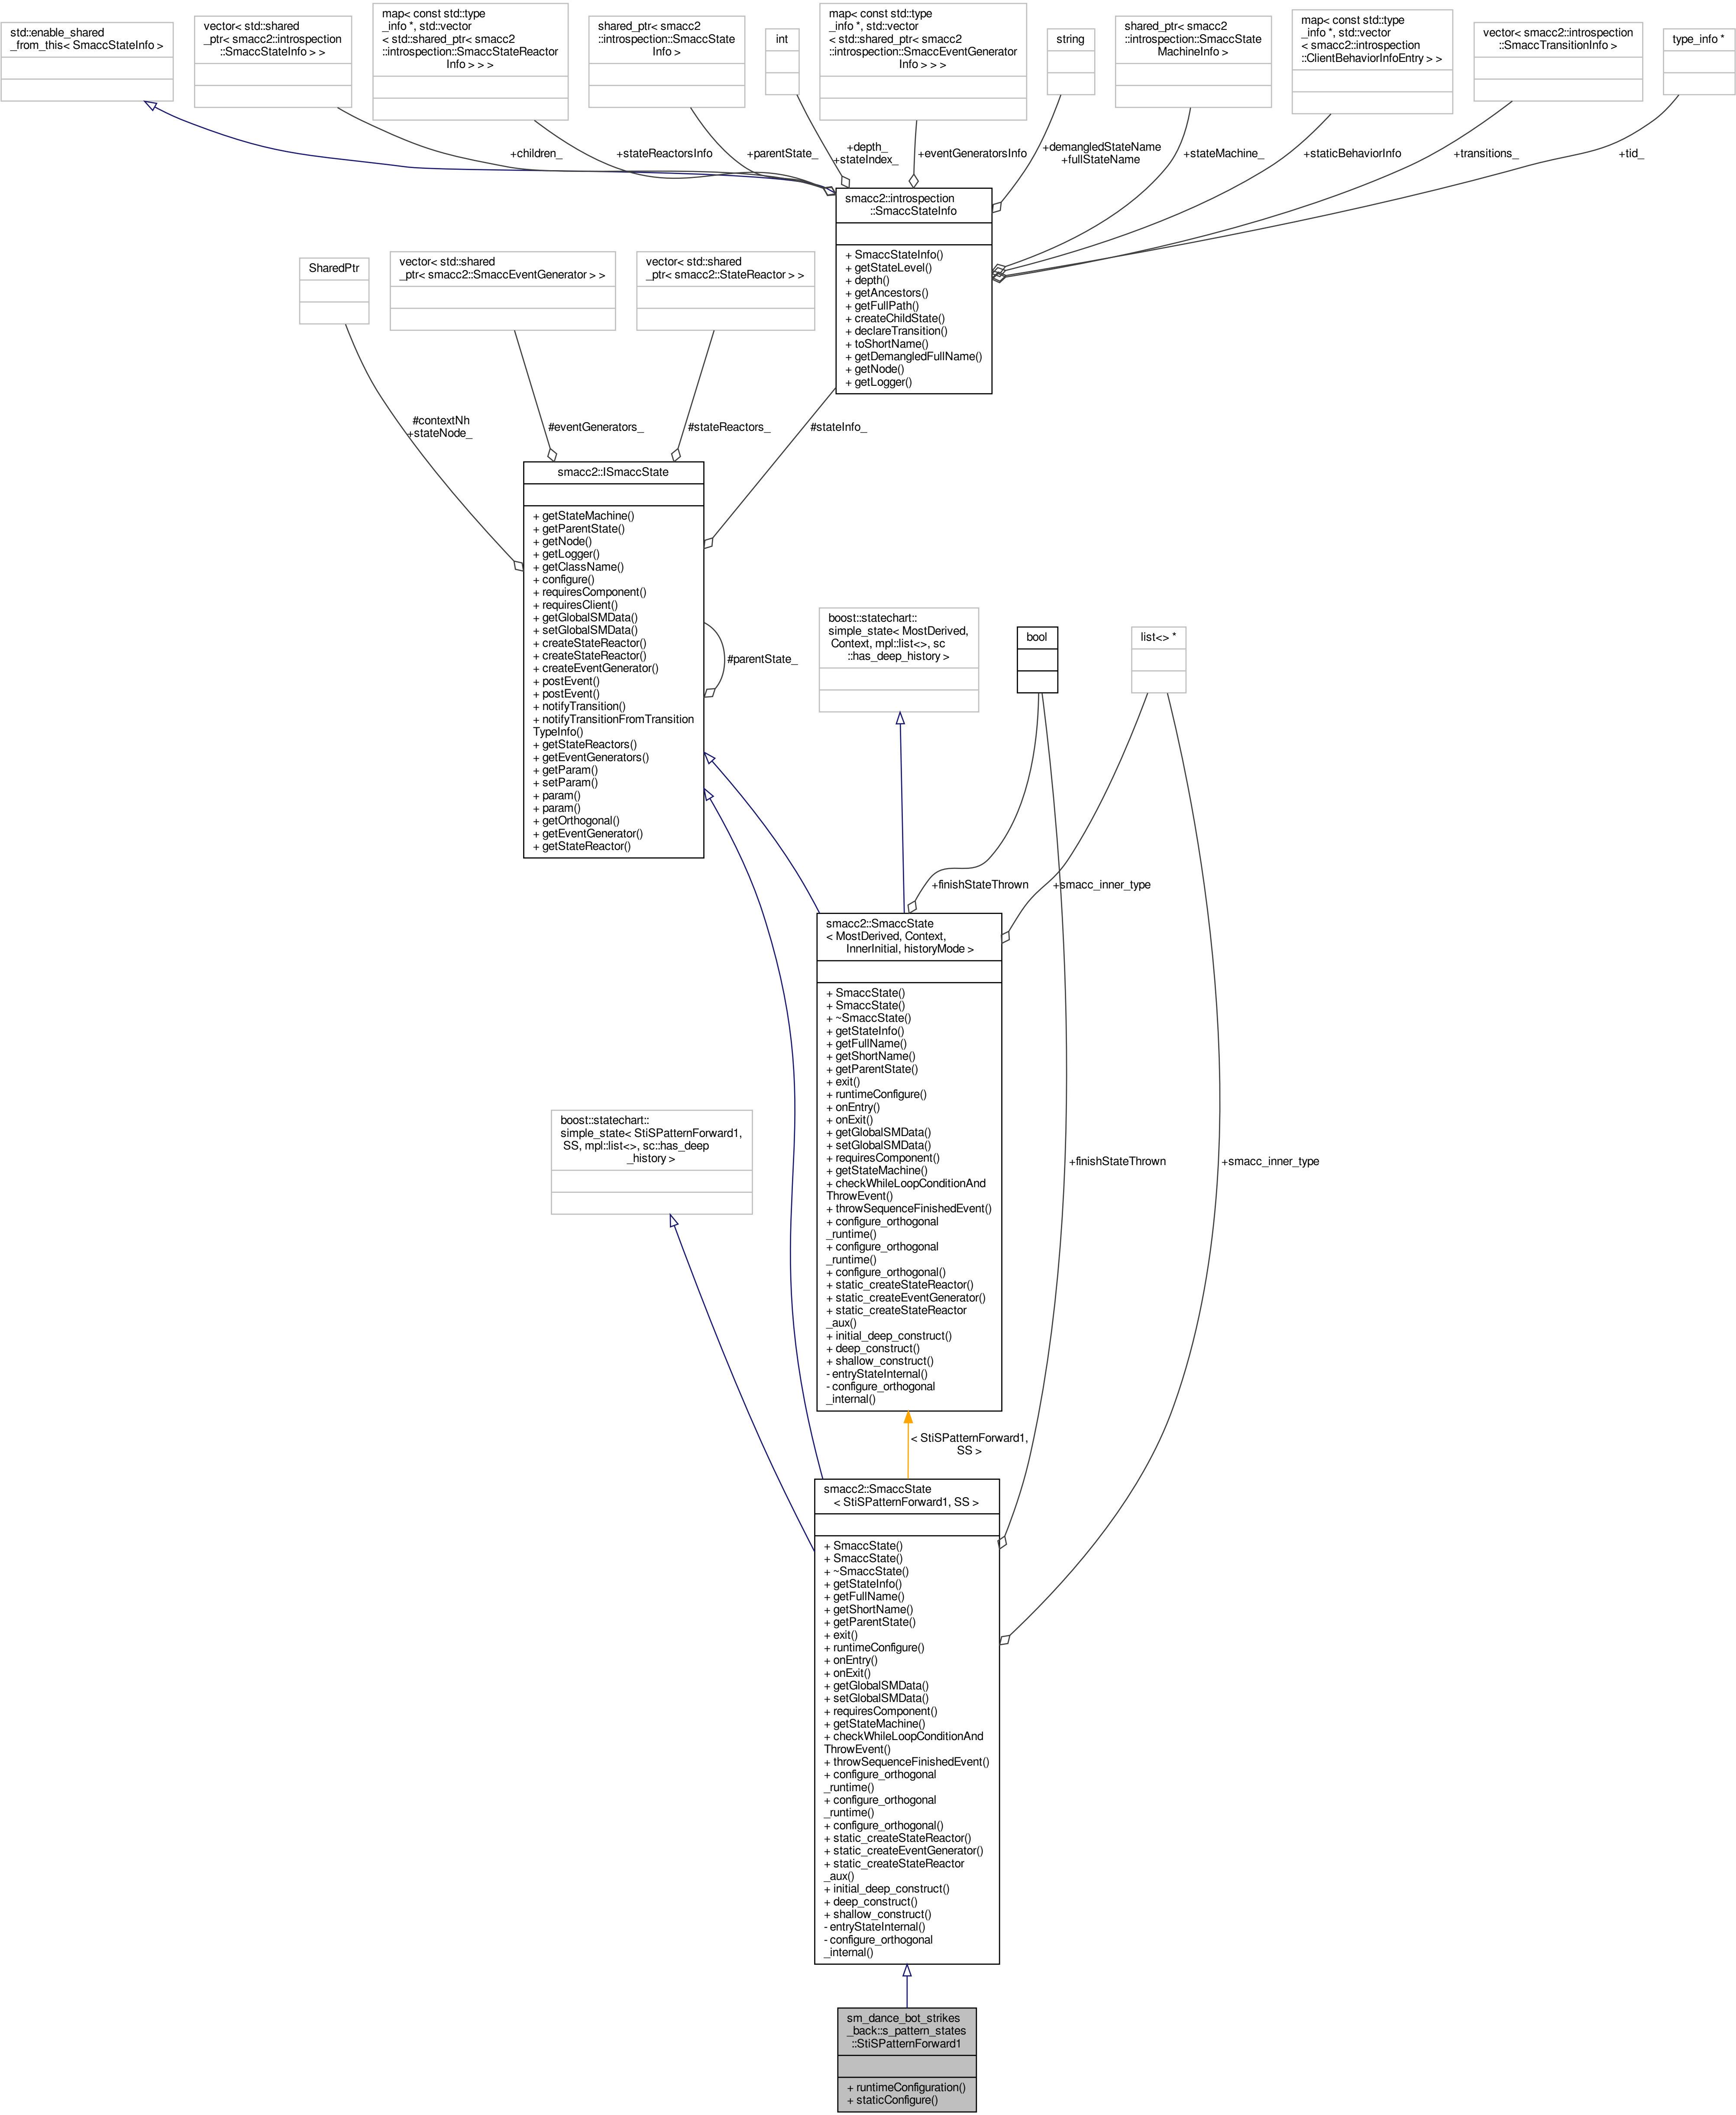 std::enable_shared
_from_this< SmaccStateInfo >
vector< std::shared
_ptr< smacc2::introspection
::SmaccStateInfo > >
map< const std::type
_info *, std::vector
< std::shared_ptr< smacc2
::introspection::SmaccStateReactor
Info > > >
shared_ptr< smacc2
::introspection::SmaccState
Info >
int
map< const std::type
_info *, std::vector
< std::shared_ptr< smacc2
::introspection::SmaccEventGenerator
Info > > >
string
shared_ptr< smacc2
::introspection::SmaccState
MachineInfo >
map< const std::type
_info *, std::vector
< smacc2::introspection
::ClientBehaviorInfoEntry > >
vector< smacc2::introspection
::SmaccTransitionInfo >
type_info *
+children_
+stateReactorsInfo
+parentState_
+depth_
+stateIndex_
+eventGeneratorsInfo
+demangledStateName
+fullStateName
+stateMachine_
+staticBehaviorInfo
+transitions_
+tid_
smacc2::introspection
::SmaccStateInfo
+ SmaccStateInfo()
+ getStateLevel()
+ depth()
+ getAncestors()
+ getFullPath()
+ createChildState()
+ declareTransition()
+ toShortName()
+ getDemangledFullName()
+ getNode()
+ getLogger()
SharedPtr
vector< std::shared
_ptr< smacc2::SmaccEventGenerator > >
vector< std::shared
_ptr< smacc2::StateReactor > >
#contextNh
+stateNode_
#eventGenerators_
#stateReactors_
#stateInfo_
smacc2::ISmaccState
+ getStateMachine()
+ getParentState()
+ getNode()
+ getLogger()
+ getClassName()
+ configure()
+ requiresComponent()
+ requiresClient()
+ getGlobalSMData()
+ setGlobalSMData()
+ createStateReactor()
+ createStateReactor()
+ createEventGenerator()
+ postEvent()
+ postEvent()
+ notifyTransition()
+ notifyTransitionFromTransition
TypeInfo()
+ getStateReactors()
+ getEventGenerators()
+ getParam()
+ setParam()
+ param()
+ param()
+ getOrthogonal()
+ getEventGenerator()
+ getStateReactor()
#parentState_
boost::statechart::
simple_state< MostDerived,
Context, mpl::list<>, sc
::has_deep_history >
bool
list<> *
+finishStateThrown
+smacc_inner_type
smacc2::SmaccState
< MostDerived, Context,
InnerInitial, historyMode >
+ SmaccState()
+ SmaccState()
+ ~SmaccState()
+ getStateInfo()
+ getFullName()
+ getShortName()
+ getParentState()
+ exit()
+ runtimeConfigure()
+ onEntry()
+ onExit()
+ getGlobalSMData()
+ setGlobalSMData()
+ requiresComponent()
+ getStateMachine()
+ checkWhileLoopConditionAnd
ThrowEvent()
+ throwSequenceFinishedEvent()
+ configure_orthogonal
_runtime()
+ configure_orthogonal
_runtime()
+ configure_orthogonal()
+ static_createStateReactor()
+ static_createEventGenerator()
+ static_createStateReactor
_aux()
+ initial_deep_construct()
+ deep_construct()
+ shallow_construct()
- entryStateInternal()
- configure_orthogonal
_internal()
boost::statechart::
simple_state< StiSPatternForward1,
SS, mpl::list<>, sc::has_deep
_history >
+finishStateThrown
+smacc_inner_type
< StiSPatternForward1,
SS >
smacc2::SmaccState
< StiSPatternForward1, SS >
+ SmaccState()
+ SmaccState()
+ ~SmaccState()
+ getStateInfo()
+ getFullName()
+ getShortName()
+ getParentState()
+ exit()
+ runtimeConfigure()
+ onEntry()
+ onExit()
+ getGlobalSMData()
+ setGlobalSMData()
+ requiresComponent()
+ getStateMachine()
+ checkWhileLoopConditionAnd
ThrowEvent()
+ throwSequenceFinishedEvent()
+ configure_orthogonal
_runtime()
+ configure_orthogonal
_runtime()
+ configure_orthogonal()
+ static_createStateReactor()
+ static_createEventGenerator()
+ static_createStateReactor
_aux()
+ initial_deep_construct()
+ deep_construct()
+ shallow_construct()
- entryStateInternal()
- configure_orthogonal
_internal()
sm_dance_bot_strikes
_back::s_pattern_states
::StiSPatternForward1
+ runtimeConfiguration()
+ staticConfigure()